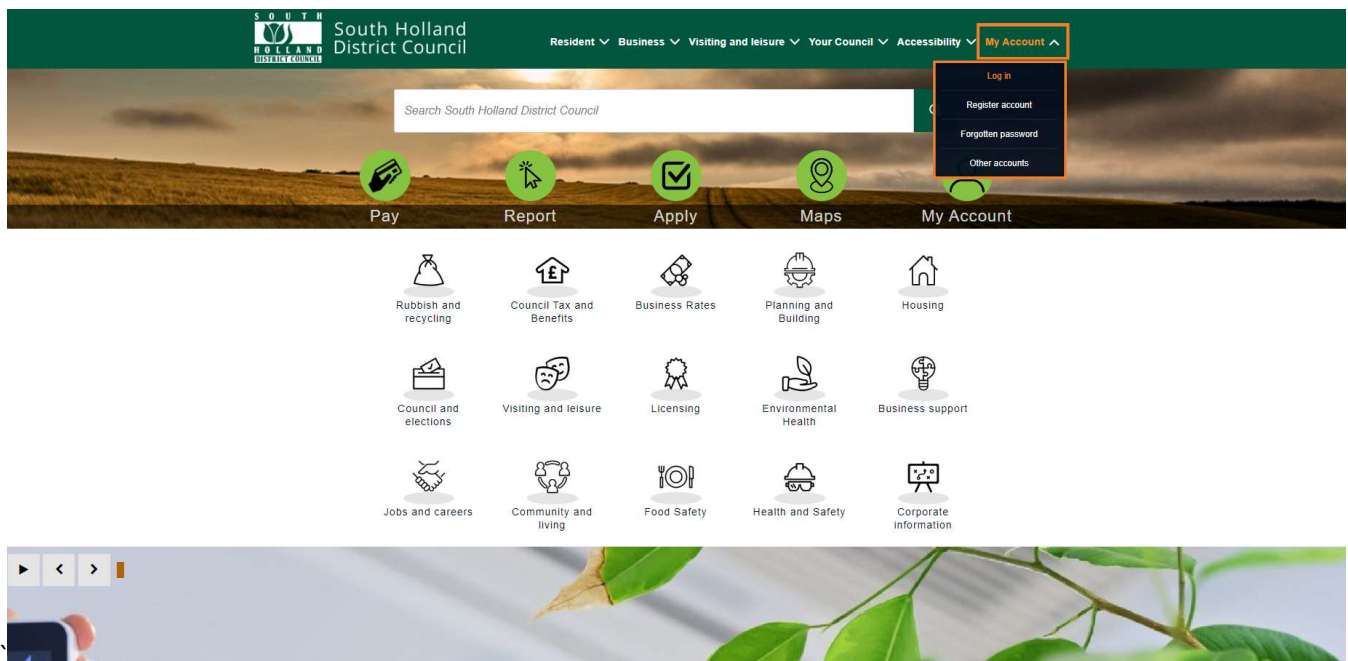 SOUTH
HOLLAND
DISTRICT COUNCIL
South Holland
District Council
Resident Business Visiting and leisure Your Council Accessibility My Account
Log in
Register account
Forgotten password
Other accounts
Search South Holland District Council
Pay Report Apply Maps My Account
Rubbish and
recycling
Council Tax and
Benefits
Business Rates
Planning and
Building
Housing
Council and
elections
Visiting and leisure
Licensing
Environmental
Health
Business support
Jobs and careers
Community and
living
Food Safety
Health and Safety
Corporate
information